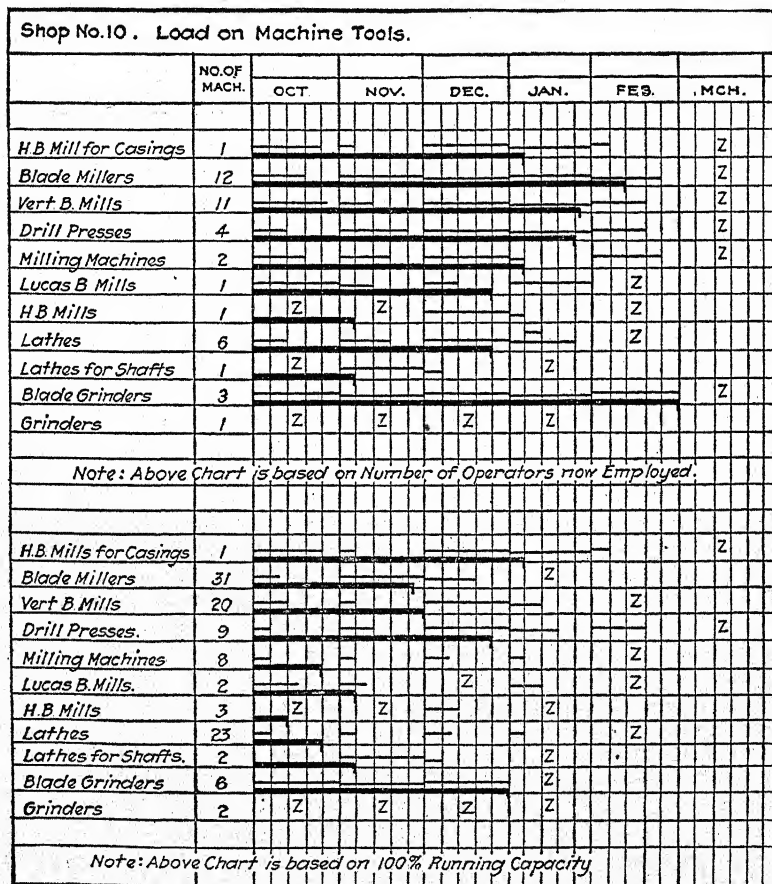 Shop No.10. Load on Machine Tools.
NO.OF MACH. OCT. NOV. DEC. JAN. FEB. MCH.
H.B Mill for Casings 1 Z
Blade Millers 12 Z
Vert B. Mills 11 Z
Drill Presses 4 Z
Milling Machines 2 Z
Lucas B Mills 1 Z
H.B Mills 1 Z Z Z
Lathes 6 Z
Lathes for Shafts 1 Z Z
Blade Grinders 3 Z
Grinders 1 Z Z Z Z
Note: Above Chart is based on Number of Operators now Employed.
H.B. Mills for Casings 1 Z
Blade Millers 31 Z
Vert B. Mills 20 Z
Drill Presses. 9 Z
Milling Machines 8 Z
Lucas B. Mills. 2 Z Z
H.B Mills 3 Z Z Z
Lathes 23 Z
Lathes for Shafts. 2 Z
Blade Grinders 6 Z
Grinders 2 Z Z Z Z
Note: Above Chart is based on 100% Running Capacity